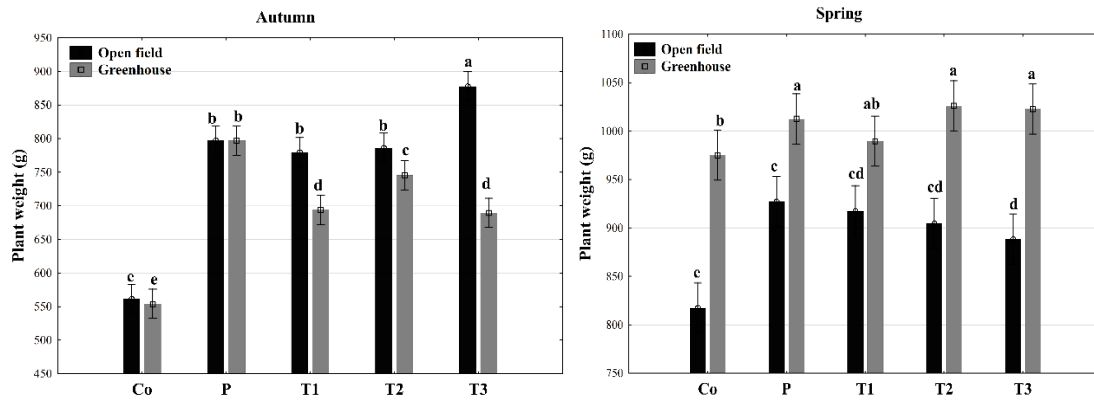 Autumn
Plant weight (g)
950
900
850
800
750
700
650
600
550
500
450
Open field
Greenhouse
c e
b b
b d
b c
a d
Co P T1 T2 T3
Spring
Plant weight (g)
1100
1050
1000
950
900
850
800
750
Open field
Greenhouse
c b
c a
cd ab
cd a
d a
Co P T1 T2 T3